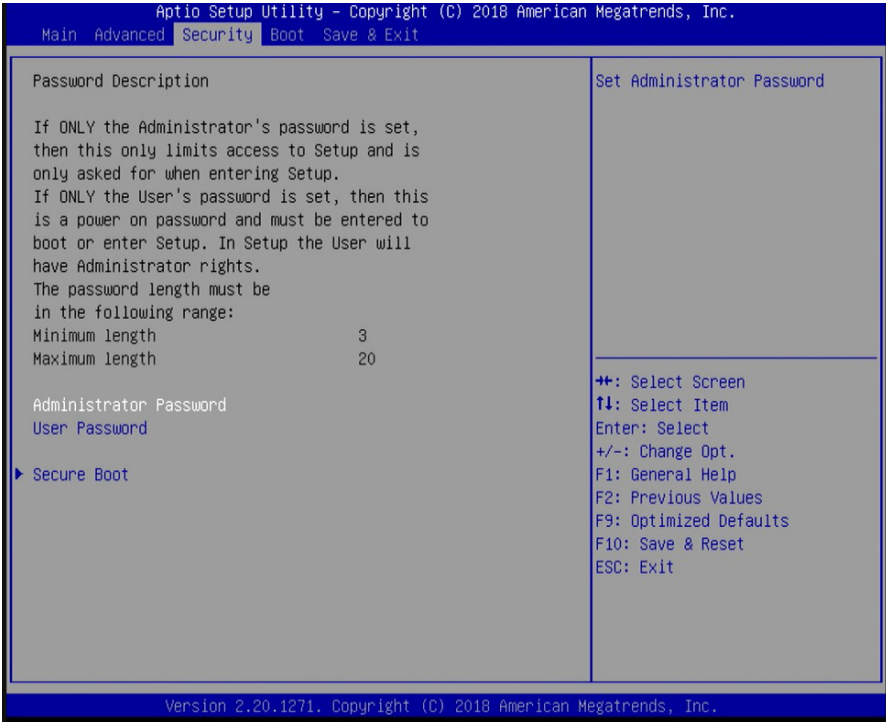 Aptio Setup Utility – Copyright (C) 2018 American Megatrends, Inc.
Main Advanced Security Boot Save & Exit
Password Description
If ONLY the Administrator's password is set,
then this only limits access to Setup and is
only asked for when entering Setup.
If ONLY the User's password is set, then this
is a power on password and must be entered to
boot or enter Setup. In Setup the User will
have Administrator rights.
The password length must be
in the following range:
Minimum length 3
Maximum length 20
Administrator Password
User Password
Secure Boot
Set Administrator Password
→←: Select Screen
↑↓: Select Item
Enter: Select
+/-: Change Opt.
F1: General Help
F2: Previous Values
F9: Optimized Defaults
F10: Save & Reset
ESC: Exit
Version 2.20.1271. Copyright (C) 2018 American Megatrends, Inc.